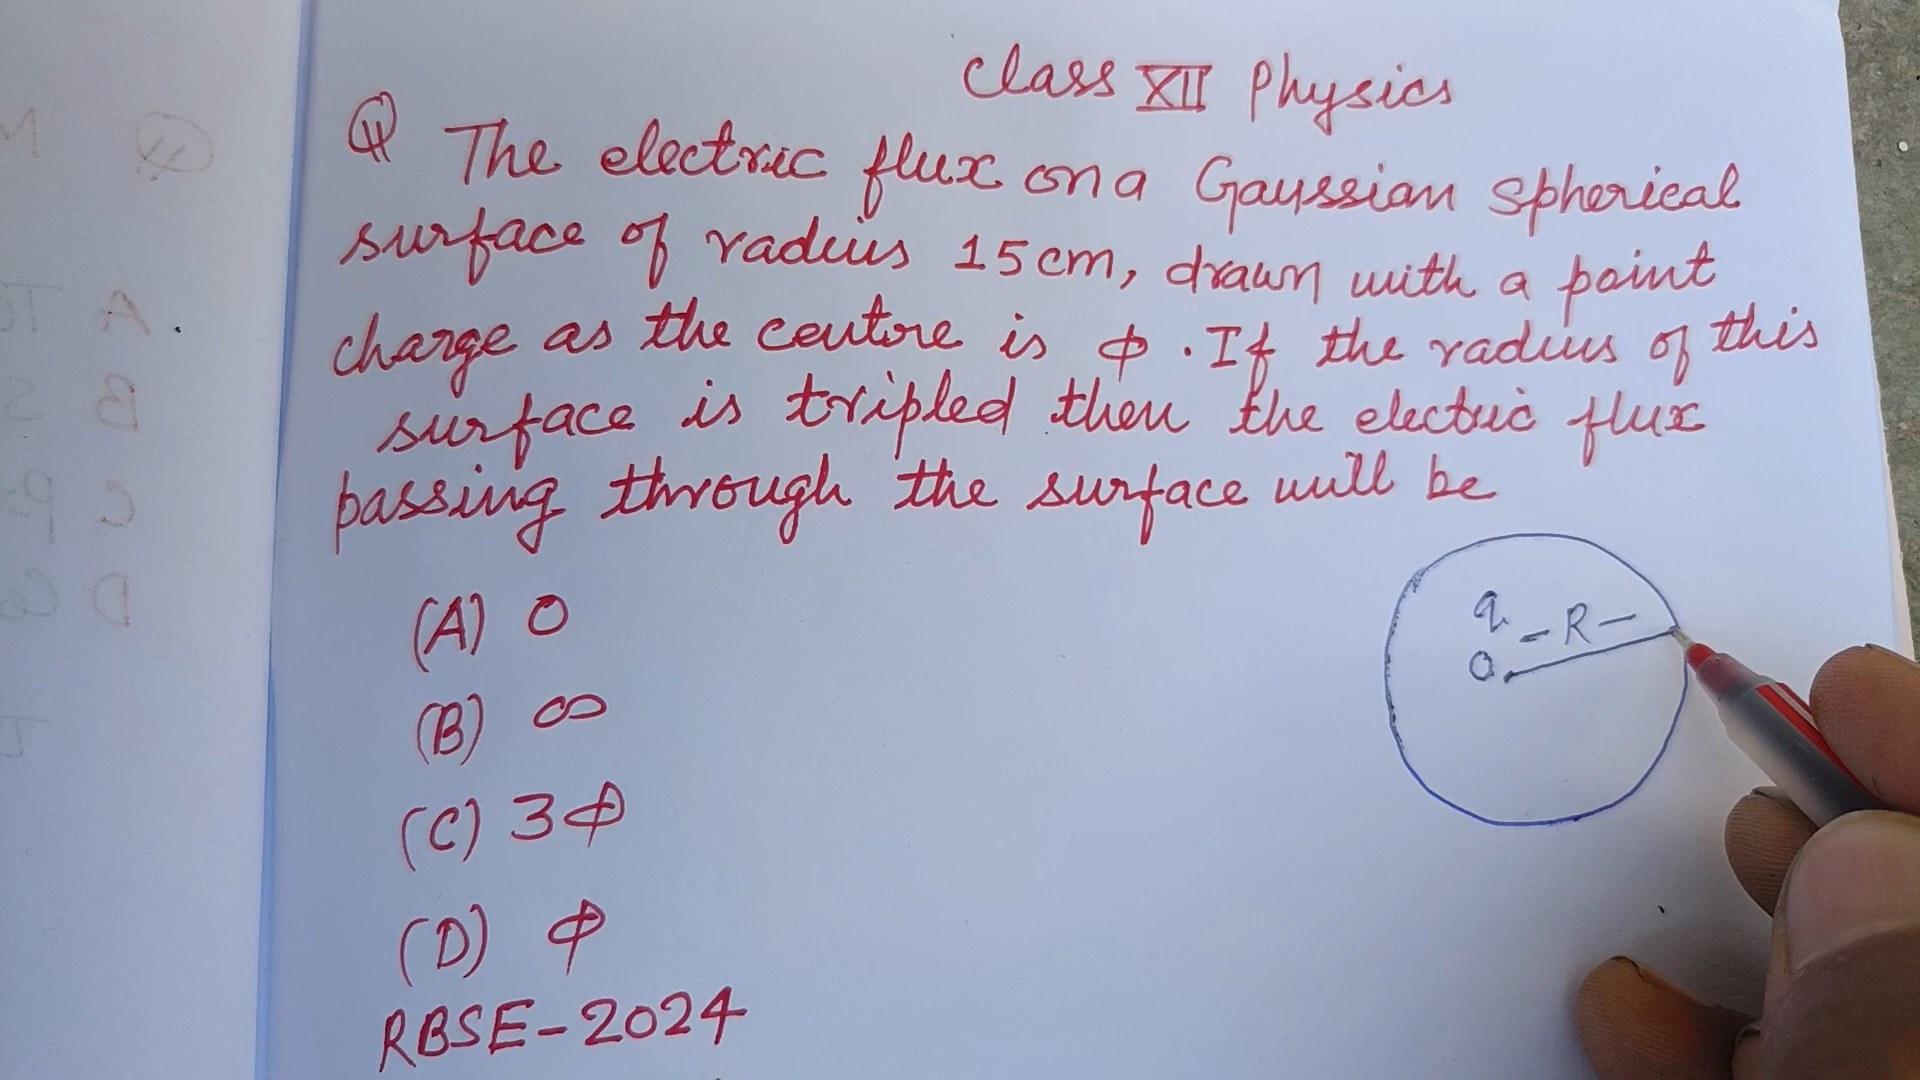 Class XII Physics
Q The electric flux on a Gaussian Spherical
surface of radius 15cm, drawn with a point
charge as the centre is ϕ. If the radius of this
surface is tripled then the electric flux
passing through the surface will be
(A) 0
(B) ∞
(C) 3ϕ
(D) ϕ
RBSE-2024
q
- R -
O
Q M
A
B S
C P
D Co